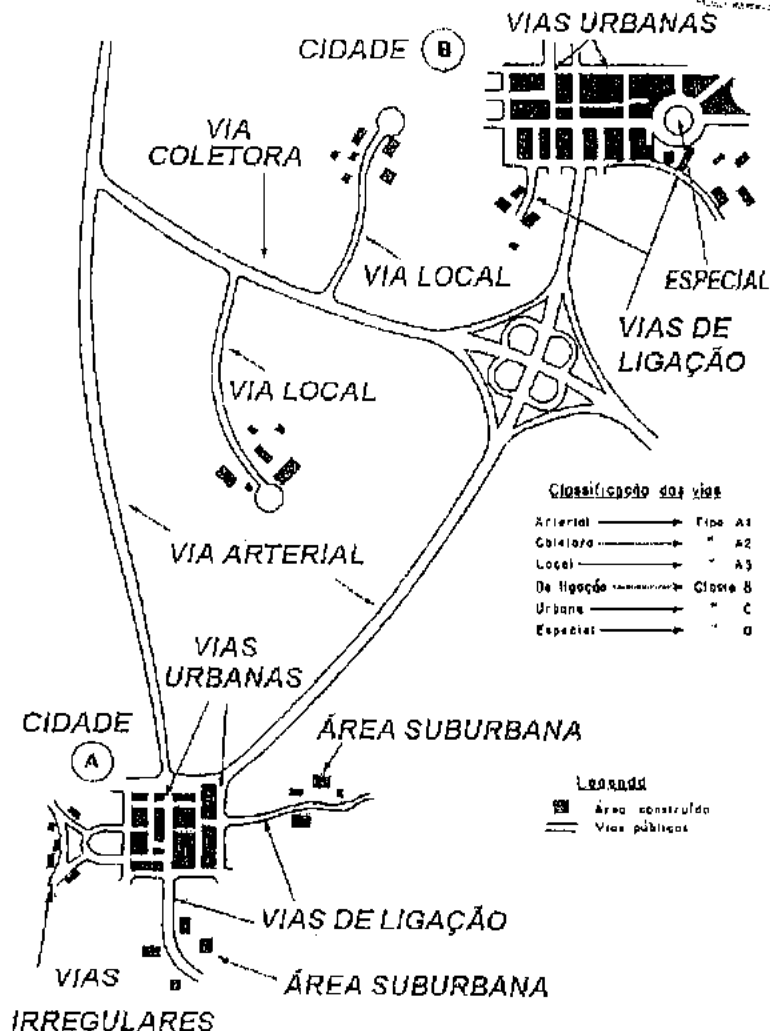 VIAS URBANAS
CIDADE B
VIA
COLETORA
VIA LOCAL
ESPECIAL
VIAS DE
LIGAÇÃO
VIA LOCAL
Classificação das vias
Arterial Tipo A1
Coletora " A2
Local " A3
De ligação Classe B
Urbana " C
Especial " D
VIA ARTERIAL
VIAS
URBANAS
CIDADE
A
ÁREA SUBURBANA
Legenda
Área construída
Vias públicas
VIAS DE LIGAÇÃO
VIAS
IRREGULARES
ÁREA SUBURBANA